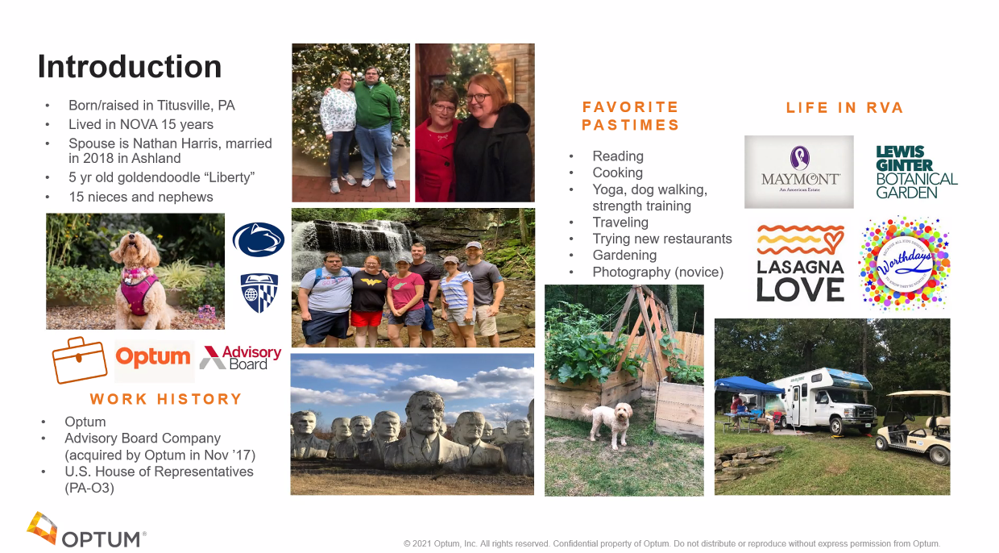 Introduction
• Born/raised in Titusville, PA
• Lived in NOVA 15 years
• Spouse is Nathan Harris, married
in 2018 in Ashland
• 5 yr old goldendoodle “Liberty”
• 15 nieces and nephews
Optum
Advisory
Board
WORK HISTORY
• Optum
• Advisory Board Company
(acquired by Optum in Nov ’17)
• U.S. House of Representatives
(PA-O3)
FAVORITE
PASTIMES
• Reading
• Cooking
• Yoga, dog walking,
strength training
• Traveling
• Trying new restaurants
• Gardening
• Photography (novice)
LIFE IN RVA
MAYMONT
An American Estate
LEWIS
GINTER
BOTANICAL
GARDEN
LASAGNA
LOVE
Worthdays
OPTUM®
© 2021 Optum, Inc. All rights reserved. Confidential property of Optum. Do not distribute or reproduce without express permission from Optum.